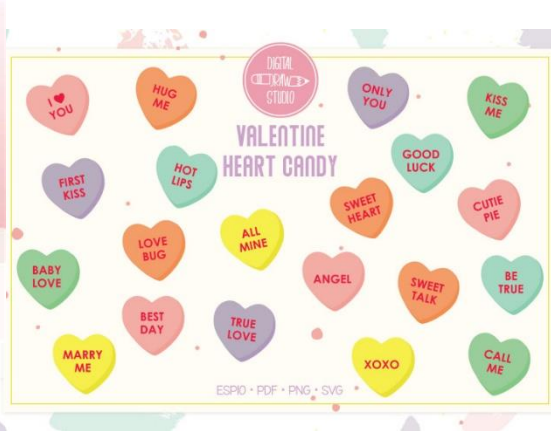 DIGITAL
DRAW
STUDIO
VALENTINE
HEART CANDY
I ♥
YOU
HUG
ME
ONLY
YOU
KISS
ME
FIRST
KISS
HOT
LIPS
GOOD
LUCK
SWEET
HEART
CUTIE
PIE
LOVE
BUG
ALL
MINE
BABY
LOVE
ANGEL
SWEET
TALK
BE
TRUE
BEST
DAY
TRUE
LOVE
MARRY
ME
XOXO
CALL
ME
ESP10 • PDF • PNG • SVG